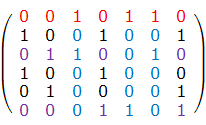 0 0 1 0 1 1 0
1 0 0 1 0 0 1
0 1 1 0 0 1 0
1 0 0 1 0 0 0
0 1 0 0 0 0 1
0 0 0 1 1 0 1